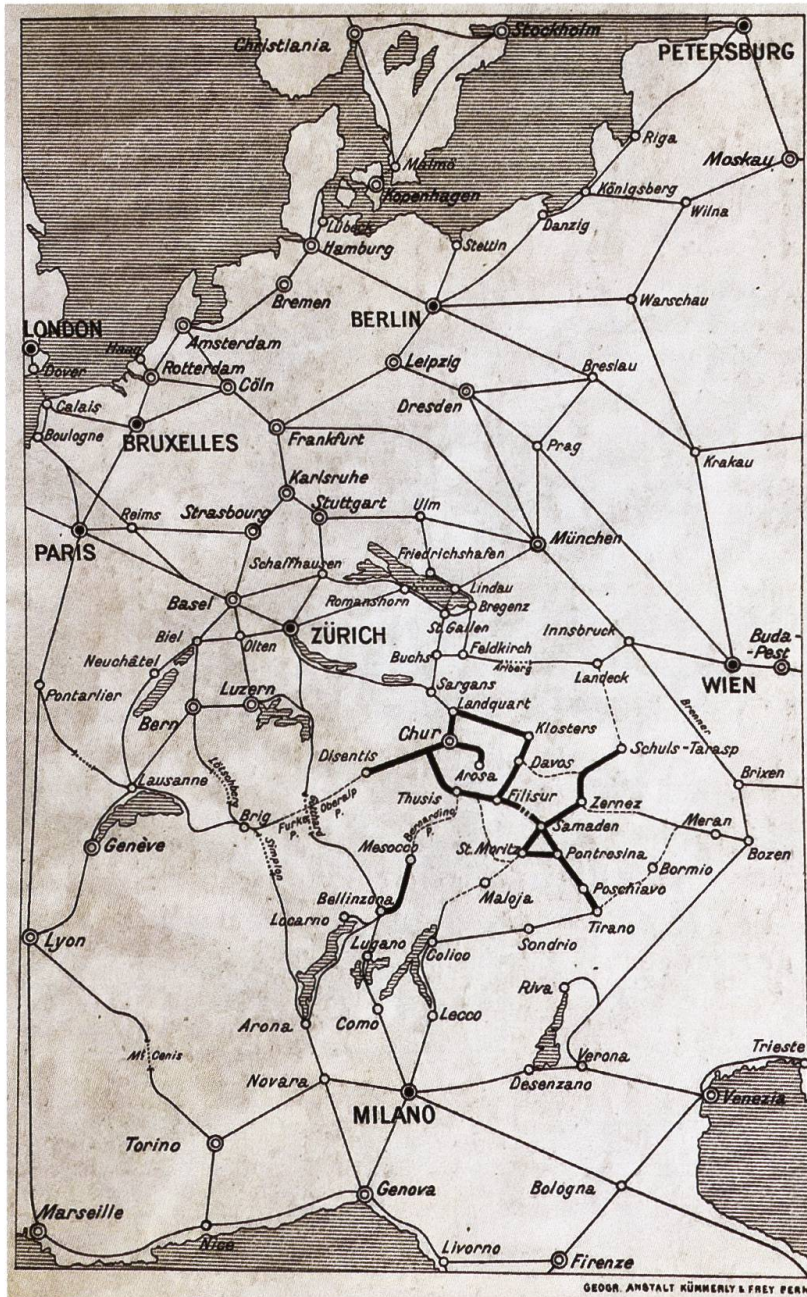 Christiania
Stockholm
PETERSBURG
Riga
Moskau
Malmö
Kopenhagen
Königsberg
Wilna
Lübeck
Danzig
Hamburg
Stettin
Bremen
BERLIN
Warschau
LONDON
Amsterdam
Haag
Dover
Rotterdam
Leipzig
Cöln
Breslau
Calais
Dresden
Boulogne
BRUXELLES
Frankfurt
Prag
Krakau
Karlsruhe
Reims
Strasbourg
Stuttgart
Ulm
PARIS
München
Schaffhausen
Friedrichshafen
Lindau
Basel
Romanshorn
Bregenz
St. Gallen
Biel
Olten
ZÜRICH
Innsbruck
Buda-
Pest
Neuchâtel
Buchs
Feldkirch
Arlberg
Landeck
WIEN
Pontarlier
Luzern
Sargans
Landquart
Brenner
Bern
Chur
Klosters
Disentis
Arosa
Davos
Schuls-Tarasp
Lausanne
Lötschberg
Brixen
Thusis
Filisur
Zernez
Brig
Furka
P.
Oberalp
P.
Gotthard
Bernardino
P.
Samaden
Meran
Genève
Simplon
Mesocco
St. Moritz
Pontresina
Bozen
Bormio
Bellinzona
Maloja
Poschiavo
Locarno
Tirano
Lyon
Lugano
Colico
Sondrio
Riva
Arona
Como
Lecco
Mt Cenis
Trieste
Novara
Desenzano
Verona
MILANO
Venezia
Torino
Genova
Bologna
Marseille
Nice
Livorno
Firenze
GEOGR. ANSTALT KÜMMERLY & FREY BERN